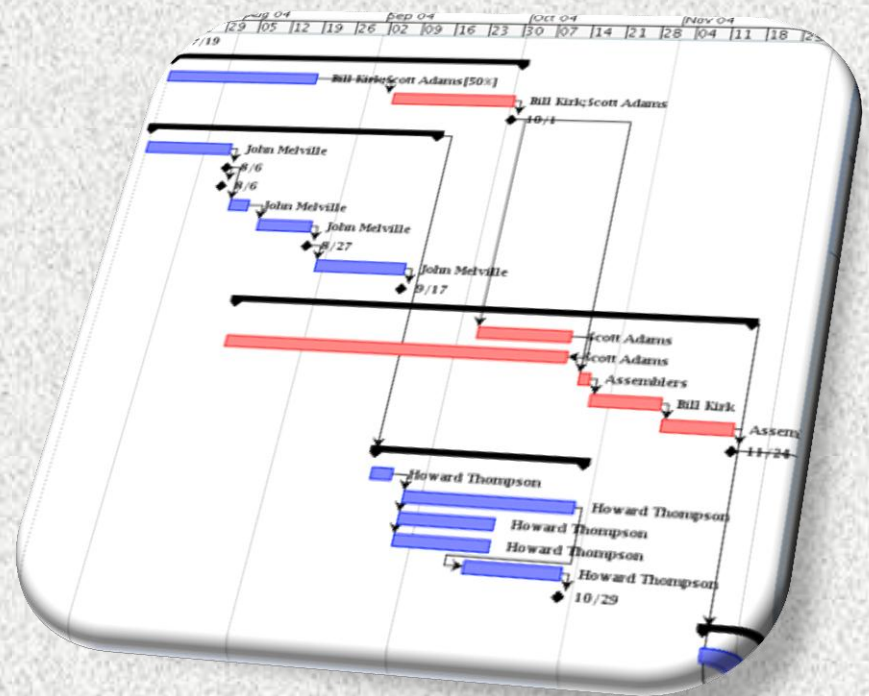 Aug 04 Sep 04 Oct 04 Nov 04
29 05 12 19 26 02 09 16 23 30 07 14 21 28 04 11 18
7/19
Bill Kirk;Scott Adams[50%]
Bill Kirk;Scott Adams
10/1
John Melville
8/6
8/6
John Melville
John Melville
8/27
John Melville
9/17
Scott Adams
Scott Adams
Assemblers
Bill Kirk
Assem
11/24
Howard Thompson
Howard Thompson
Howard Thompson
Howard Thompson
Howard Thompson
10/29